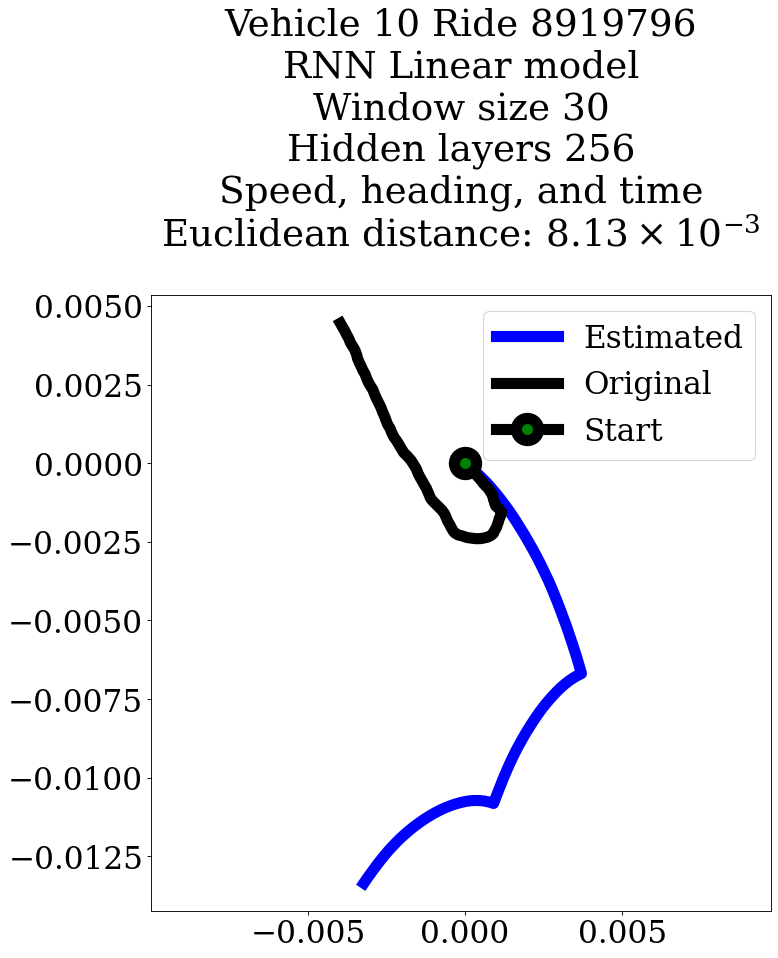 Vehicle 10 Ride 8919796
RNN Linear model
Window size 30
Hidden layers 256
Speed, heading, and time
Euclidean distance: 8.13 × 10⁻³
Estimated
Original
Start
0.0050
0.0025
0.0000
−0.0025
−0.0050
−0.0075
−0.0100
−0.0125
−0.005 0.000 0.005